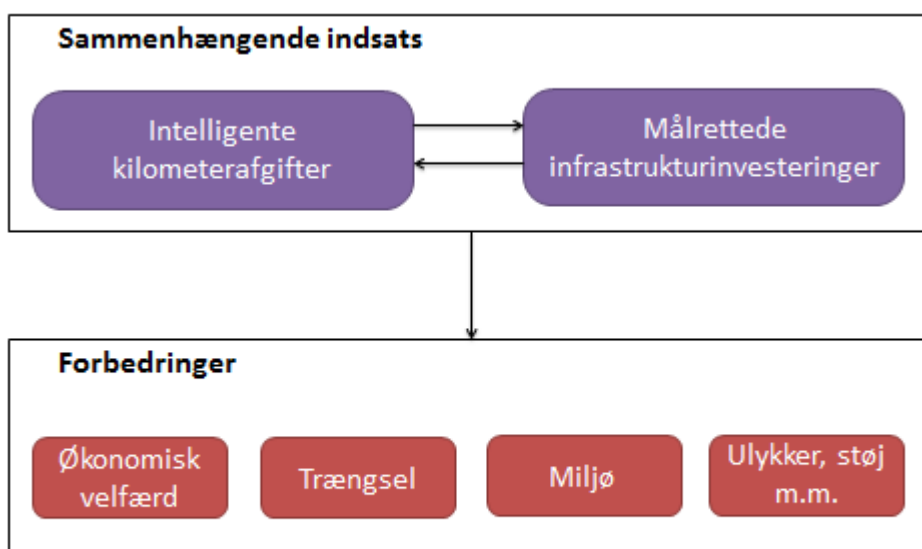 Sammenhængende indsats
Intelligente
kilometerafgifter
Målrettede
infrastrukturinvesteringer
Forbedringer
Økonomisk
velfærd
Trængsel
Miljø
Ulykker, støj
m.m.